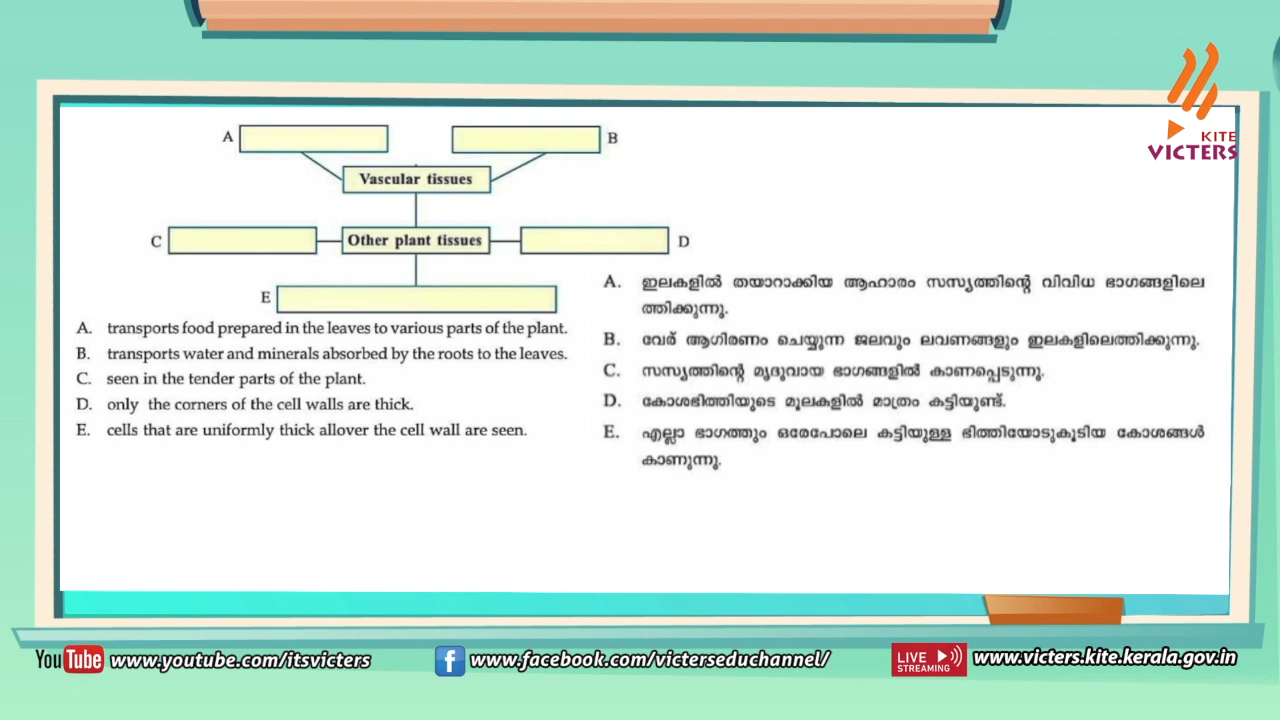 KITE
VICTERS
A
B
Vascular tissues
C
Other plant tissues
D
E
A. transports food prepared in the leaves to various parts of the plant.
B. transports water and minerals absorbed by the roots to the leaves.
C. seen in the tender parts of the plant.
D. only the corners of the cell walls are thick.
E. cells that are uniformly thick allover the cell wall are seen.
A. ഇലകളിൽ തയാറാക്കിയ ആഹാരം സസ്യത്തിന്റെ വിവിധ ഭാഗങ്ങളിലെ
ത്തിക്കുന്നു.
B. വേര് ആഗിരണം ചെയ്യുന്ന ജലവും ലവണങ്ങളും ഇലകളിലെത്തിക്കുന്നു.
C. സസ്യത്തിന്റെ മൃദുവായ ഭാഗങ്ങളിൽ കാണപ്പെടുന്നു.
D. കോശഭിത്തിയുടെ മൂലകളിൽ മാത്രം കട്ടിയുണ്ട്.
E. എല്ലാ ഭാഗത്തും ഒരേപോലെ കട്ടിയുള്ള ഭിത്തിയോടുകൂടിയ കോശങ്ങൾ
കാണുന്നു.
YouTube www.youtube.com/itsvicters
f www.facebook.com/victerseduchannel/
LIVE
STREAMING
www.victers.kite.kerala.gov.in